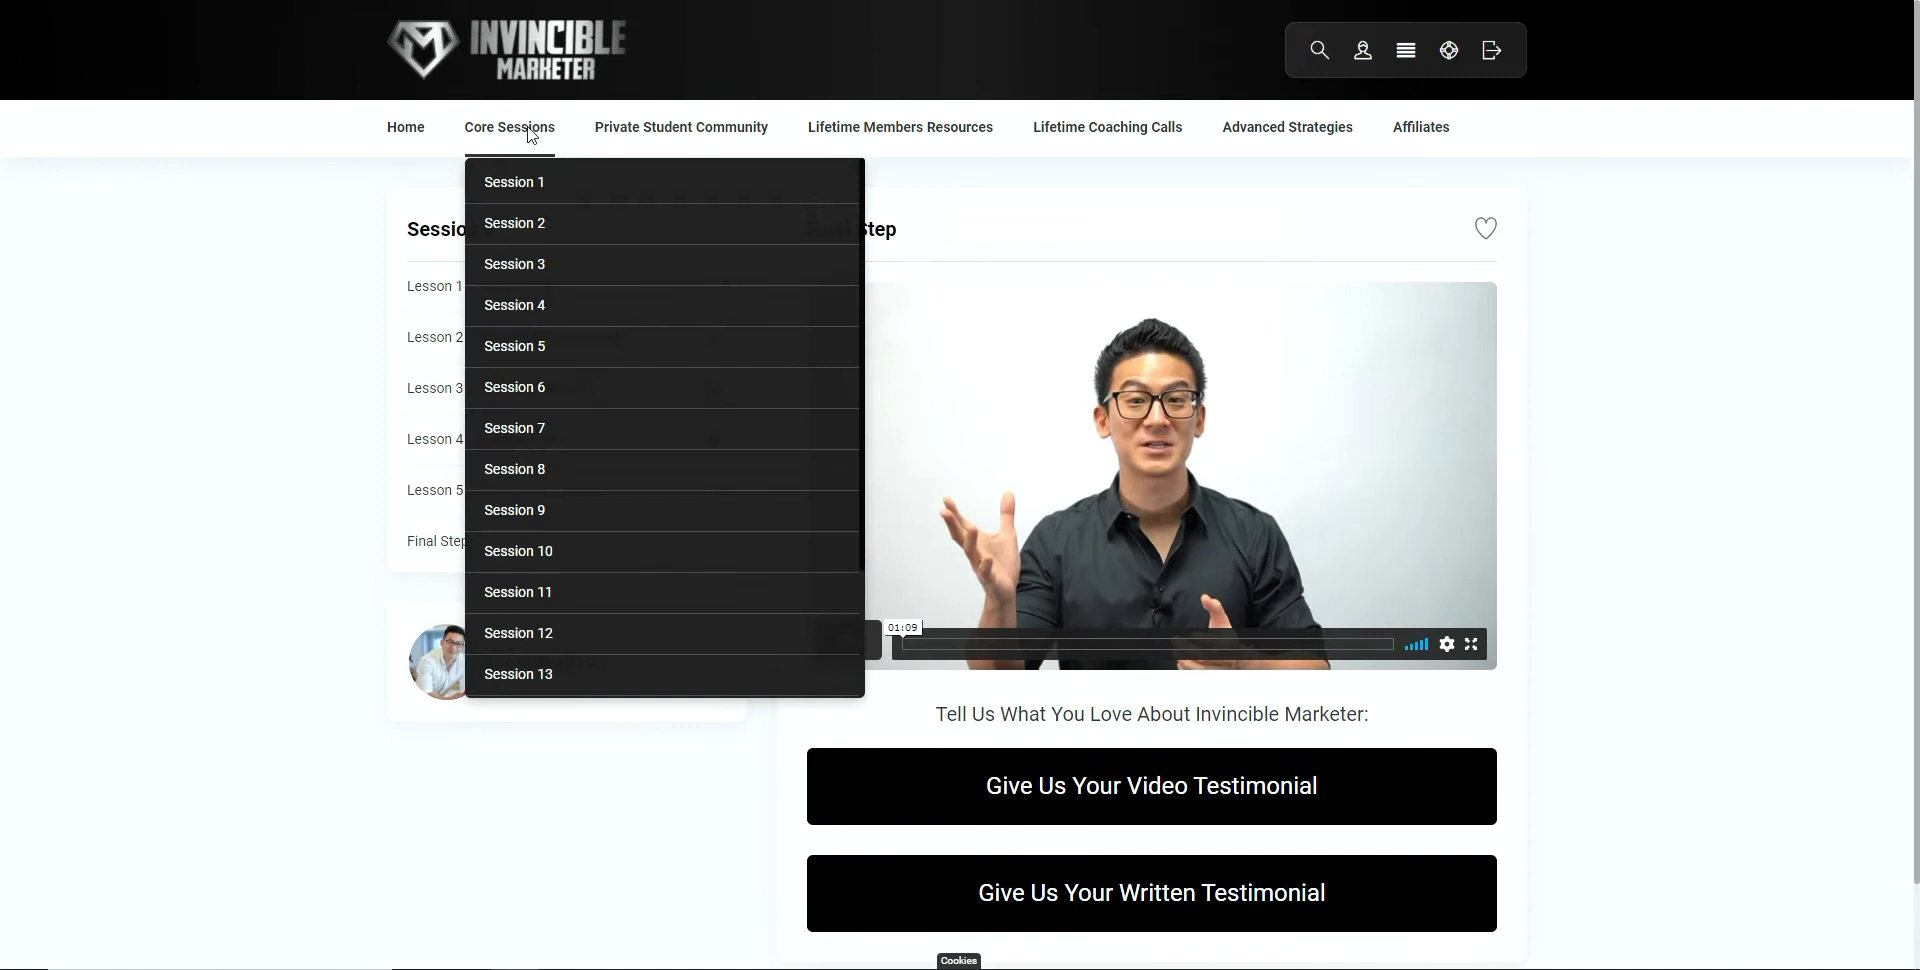 INVINCIBLE
MARKETER
Home Core Sessions Private Student Community Lifetime Members Resources Lifetime Coaching Calls Advanced Strategies Affiliates
Session 1
Session 2
Session 3
Session 4
Session 5
Session 6
Session 7
Session 8
Session 9
Session 10
Session 11
Session 12
Session 13
Sessio
Lesson 1
Lesson 2
Lesson 3
Lesson 4
Lesson 5
Final Step
Step
01:09
Tell Us What You Love About Invincible Marketer:
Give Us Your Video Testimonial
Give Us Your Written Testimonial
Cookies